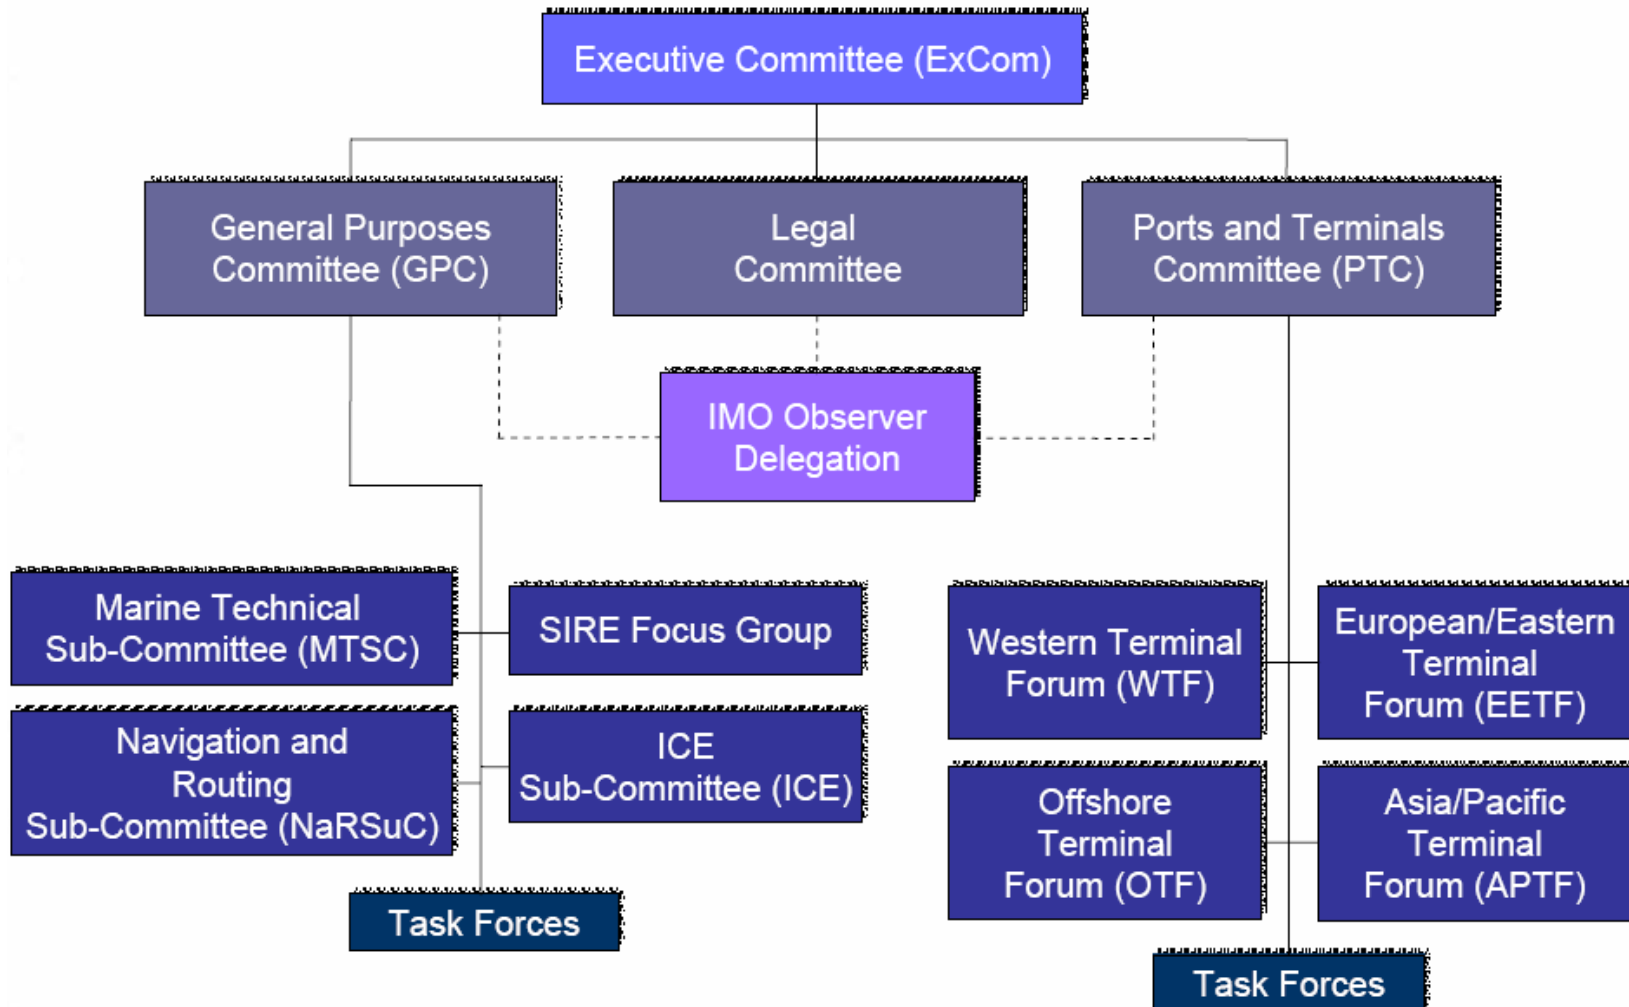 Executive Committee (ExCom)
General Purposes
Committee (GPC)
Legal
Committee
Ports and Terminals
Committee (PTC)
IMO Observer
Delegation
Marine Technical
Sub-Committee (MTSC)
SIRE Focus Group
Navigation and
Routing
Sub-Committee (NaRSuC)
ICE
Sub-Committee (ICE)
Task Forces
Western Terminal
Forum (WTF)
European/Eastern
Terminal
Forum (EETF)
Offshore
Terminal
Forum (OTF)
Asia/Pacific
Terminal
Forum (APTF)
Task Forces